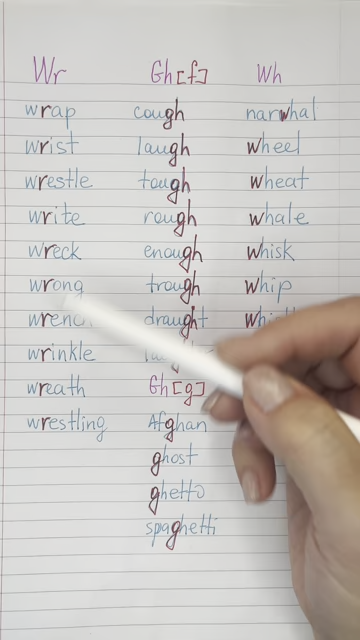 Wr
wrap
wrist
wrestle
write
wreck
wrong
wrinkle
wreath
wrestling
Gh[f]
cough
laugh
tough
rough
enough
trough
draught
Gh[g]
Afghan
ghost
ghetto
spaghetti
Wh
narwhal
wheel
wheat
whale
whisk
whip